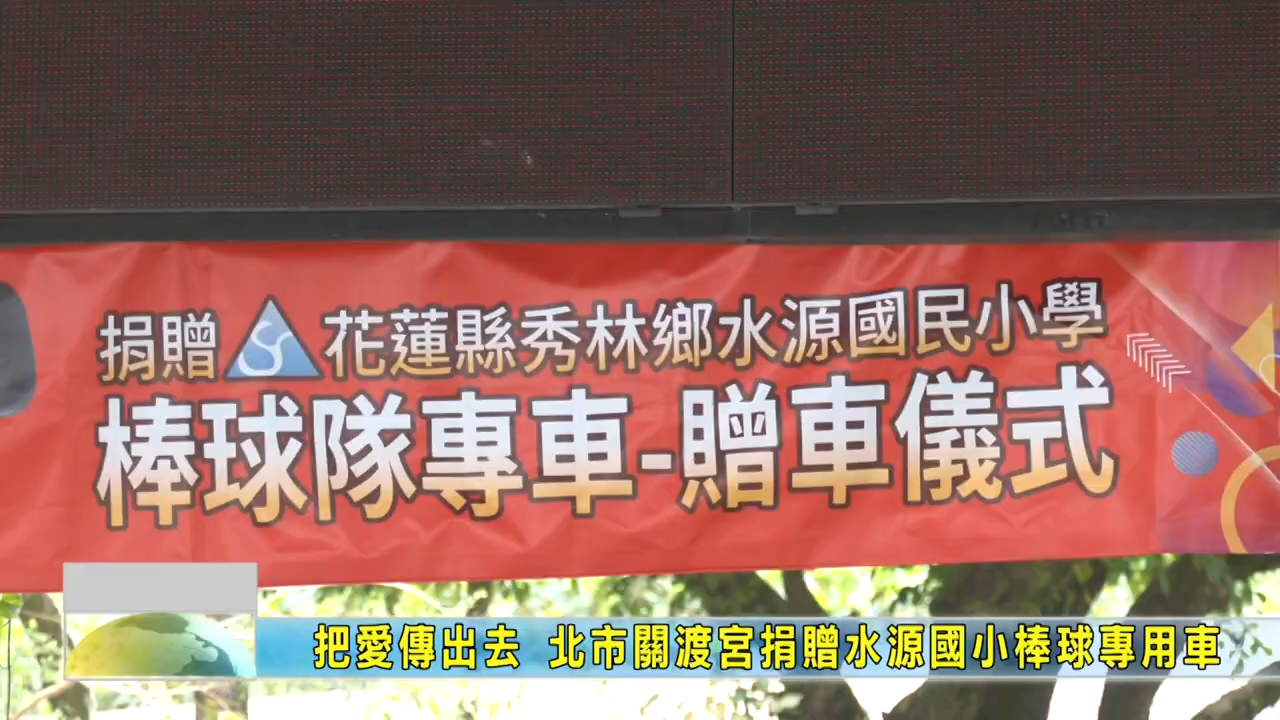 捐贈 花蓮縣秀林鄉水源國民小學
棒球隊專車-贈車儀式
把愛傳出去 北市關渡宮捐贈水源國小棒球專用車